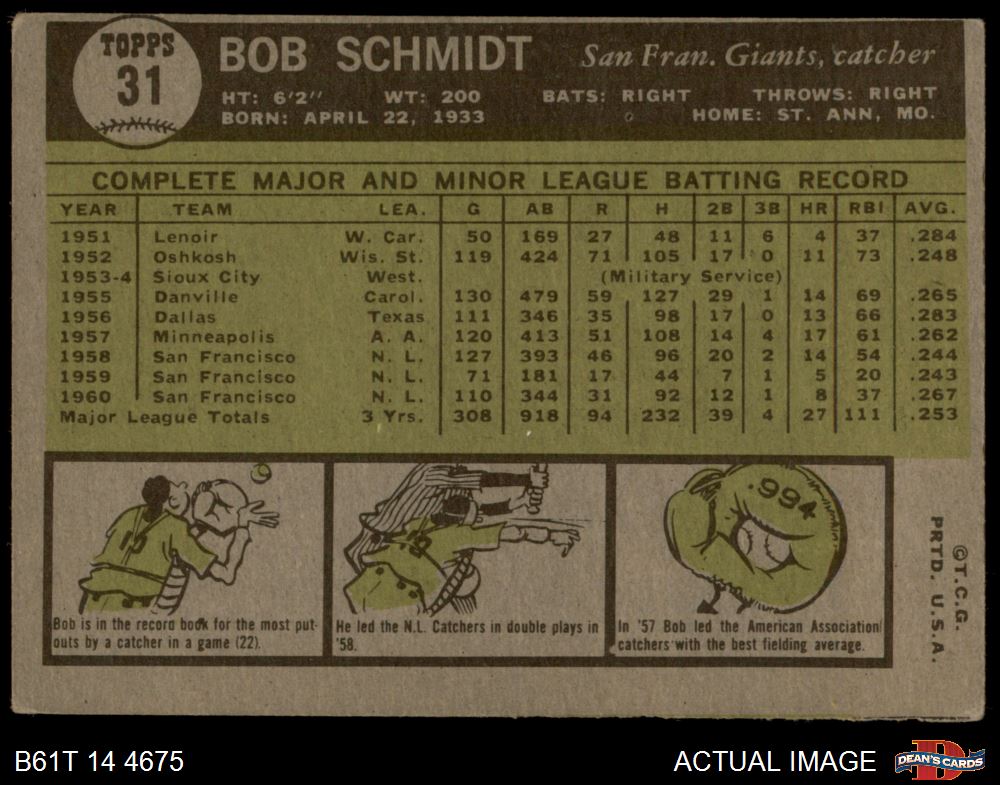 TOPPS
31
BOB SCHMIDT
San Fran. Giants, catcher
HT: 6'2" WT: 200 BATS: RIGHT THROWS: RIGHT
BORN: APRIL 22, 1933 HOME: ST. ANN, MO.
COMPLETE MAJOR AND MINOR LEAGUE BATTING RECORD
YEAR TEAM LEA. G AB R H 2B 3B HR RBI AVG.
1951 Lenoir W. Car. 50 169 27 48 11 6 4 37 .284
1952 Oshkosh Wis. St. 119 424 71 105 17 0 11 73 .248
1953-4 Sioux City West. (Military Service)
1955 Danville Carol. 130 479 59 127 29 1 14 69 .265
1956 Dallas Texas 111 346 35 98 17 0 13 66 .283
1957 Minneapolis A. A. 120 413 51 108 14 4 17 61 .262
1958 San Francisco N. L. 127 393 46 96 20 2 14 54 .244
1959 San Francisco N. L. 71 181 17 44 7 1 5 20 .243
1960 San Francisco N. L. 110 344 31 92 12 1 8 37 .267
Major League Totals 3 Yrs. 308 918 94 232 39 4 27 111 .253
15
Bob is in the record book for the most put-
outs by a catcher in a game (22).
He led the N.L. Catchers in double plays in
'58.
.994
In '57 Bob led the American Association
catchers with the best fielding average.
©T.C.G.
PRTD. U.S.A.
B61T 14 4675
ACTUAL IMAGE
D
DEAN'S CARDS